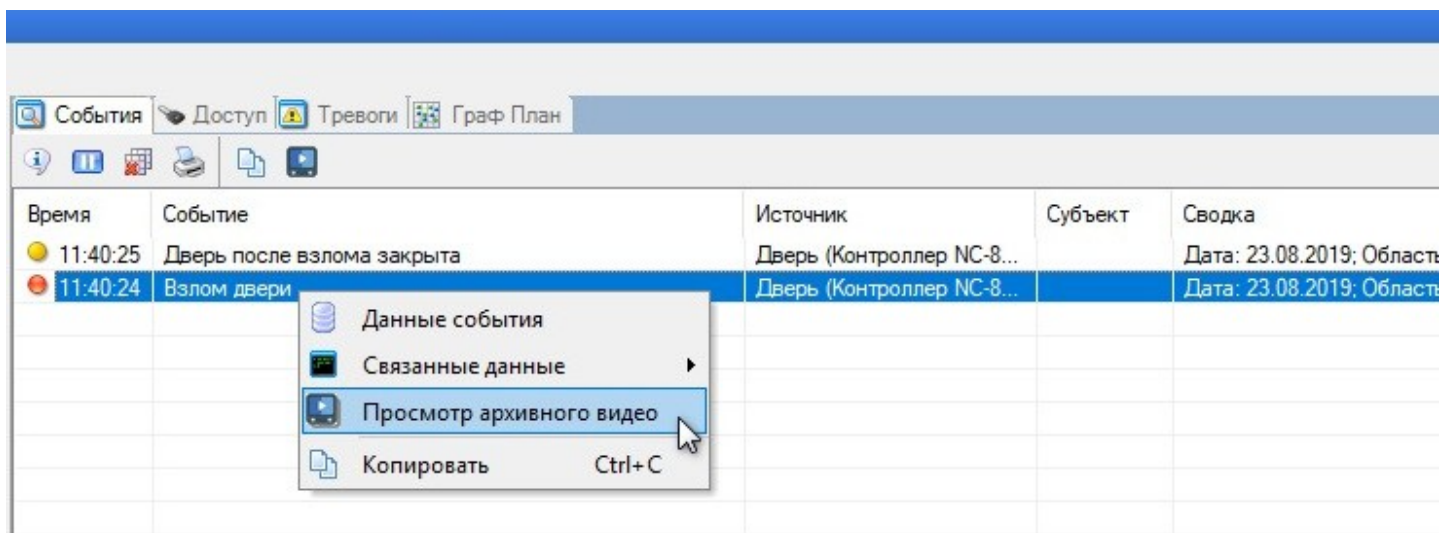 События Доступ Тревоги Граф План
Время Событие Источник Субъект Сводка
11:40:25 Дверь после взлома закрыта Дверь (Контроллер NC-8... Дата: 23.08.2019; Область
11:40:24 Взлом двери Дверь (Контроллер NC-8... Дата: 23.08.2019; Область
Данные события
Связанные данные
Просмотр архивного видео
Копировать Ctrl+C